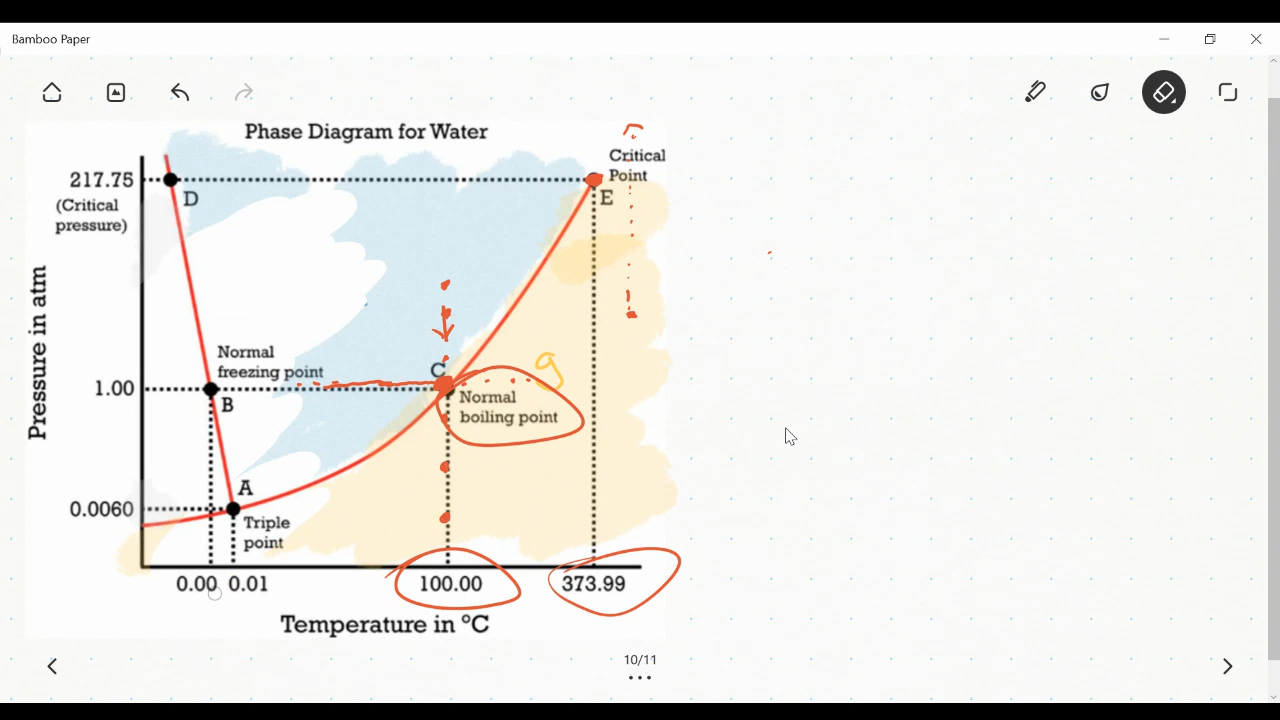 Bamboo Paper
Phase Diagram for Water
Critical
Point
217.75
(Critical
pressure)
D
E
Pressure in atm
Normal
freezing point
C
g
1.00
B
Normal
boiling point
A
0.0060
Triple
point
0.00 0.01 100.00 373.99
Temperature in °C
10/11